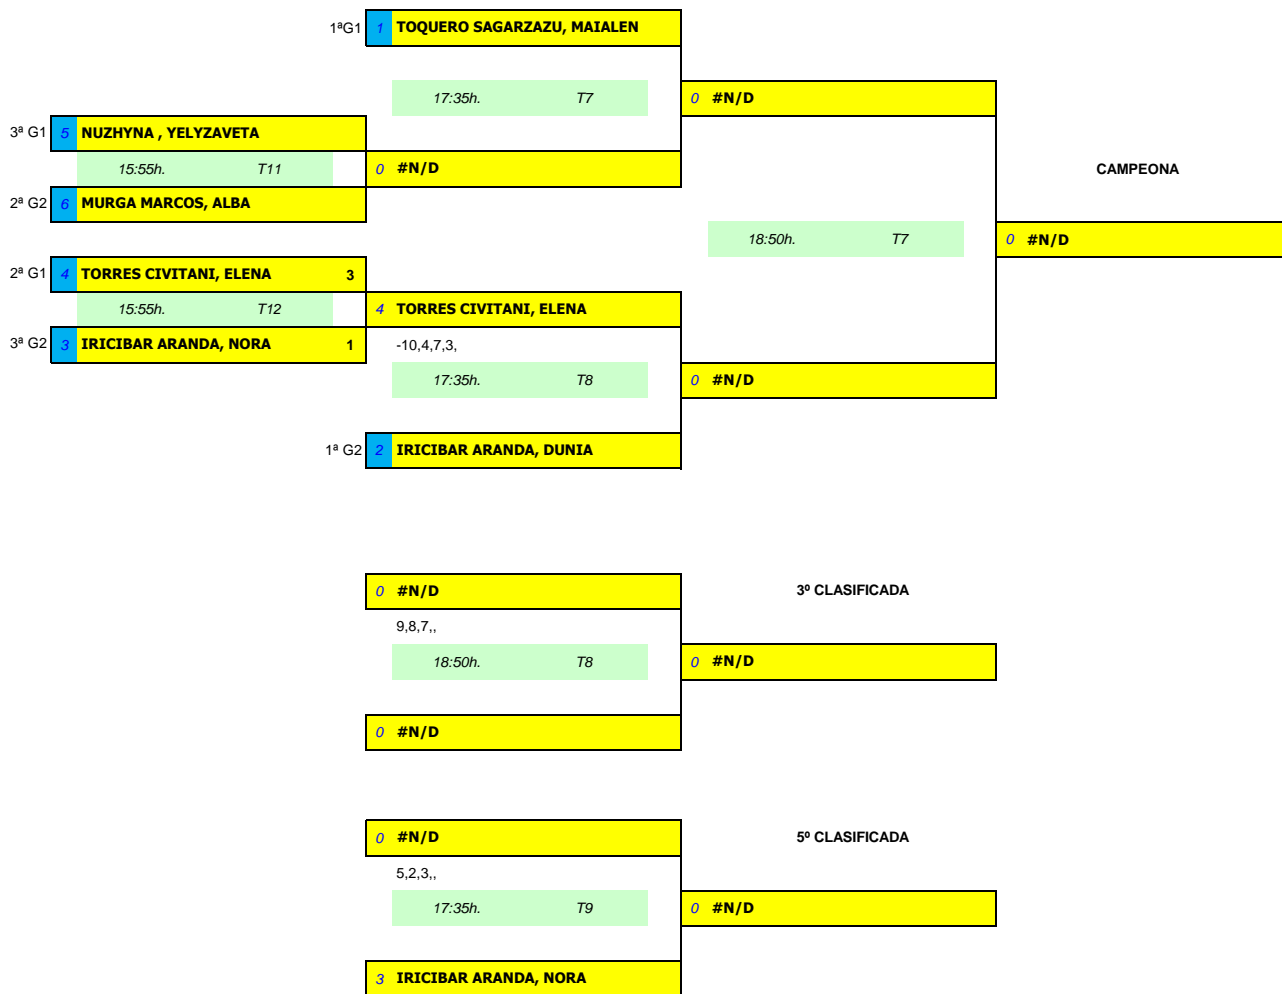 1ªG1 1 TOQUERO SAGARZAZU, MAIALEN
17:35h. T7 0 #N/D
3ª G1 5 NUZHYNA , YELYZAVETA
15:55h. T11 0 #N/D CAMPEONA
2ª G2 6 MURGA MARCOS, ALBA
18:50h. T7 0 #N/D
2ª G1 4 TORRES CIVITANI, ELENA 3
15:55h. T12 4 TORRES CIVITANI, ELENA
3ª G2 3 IRICIBAR ARANDA, NORA 1 -10,4,7,3,
17:35h. T8 0 #N/D
1ª G2 2 IRICIBAR ARANDA, DUNIA
0 #N/D 3º CLASIFICADA
9,8,7,,
18:50h. T8 0 #N/D
0 #N/D
0 #N/D 5º CLASIFICADA
5,2,3,,
17:35h. T9 0 #N/D
3 IRICIBAR ARANDA, NORA